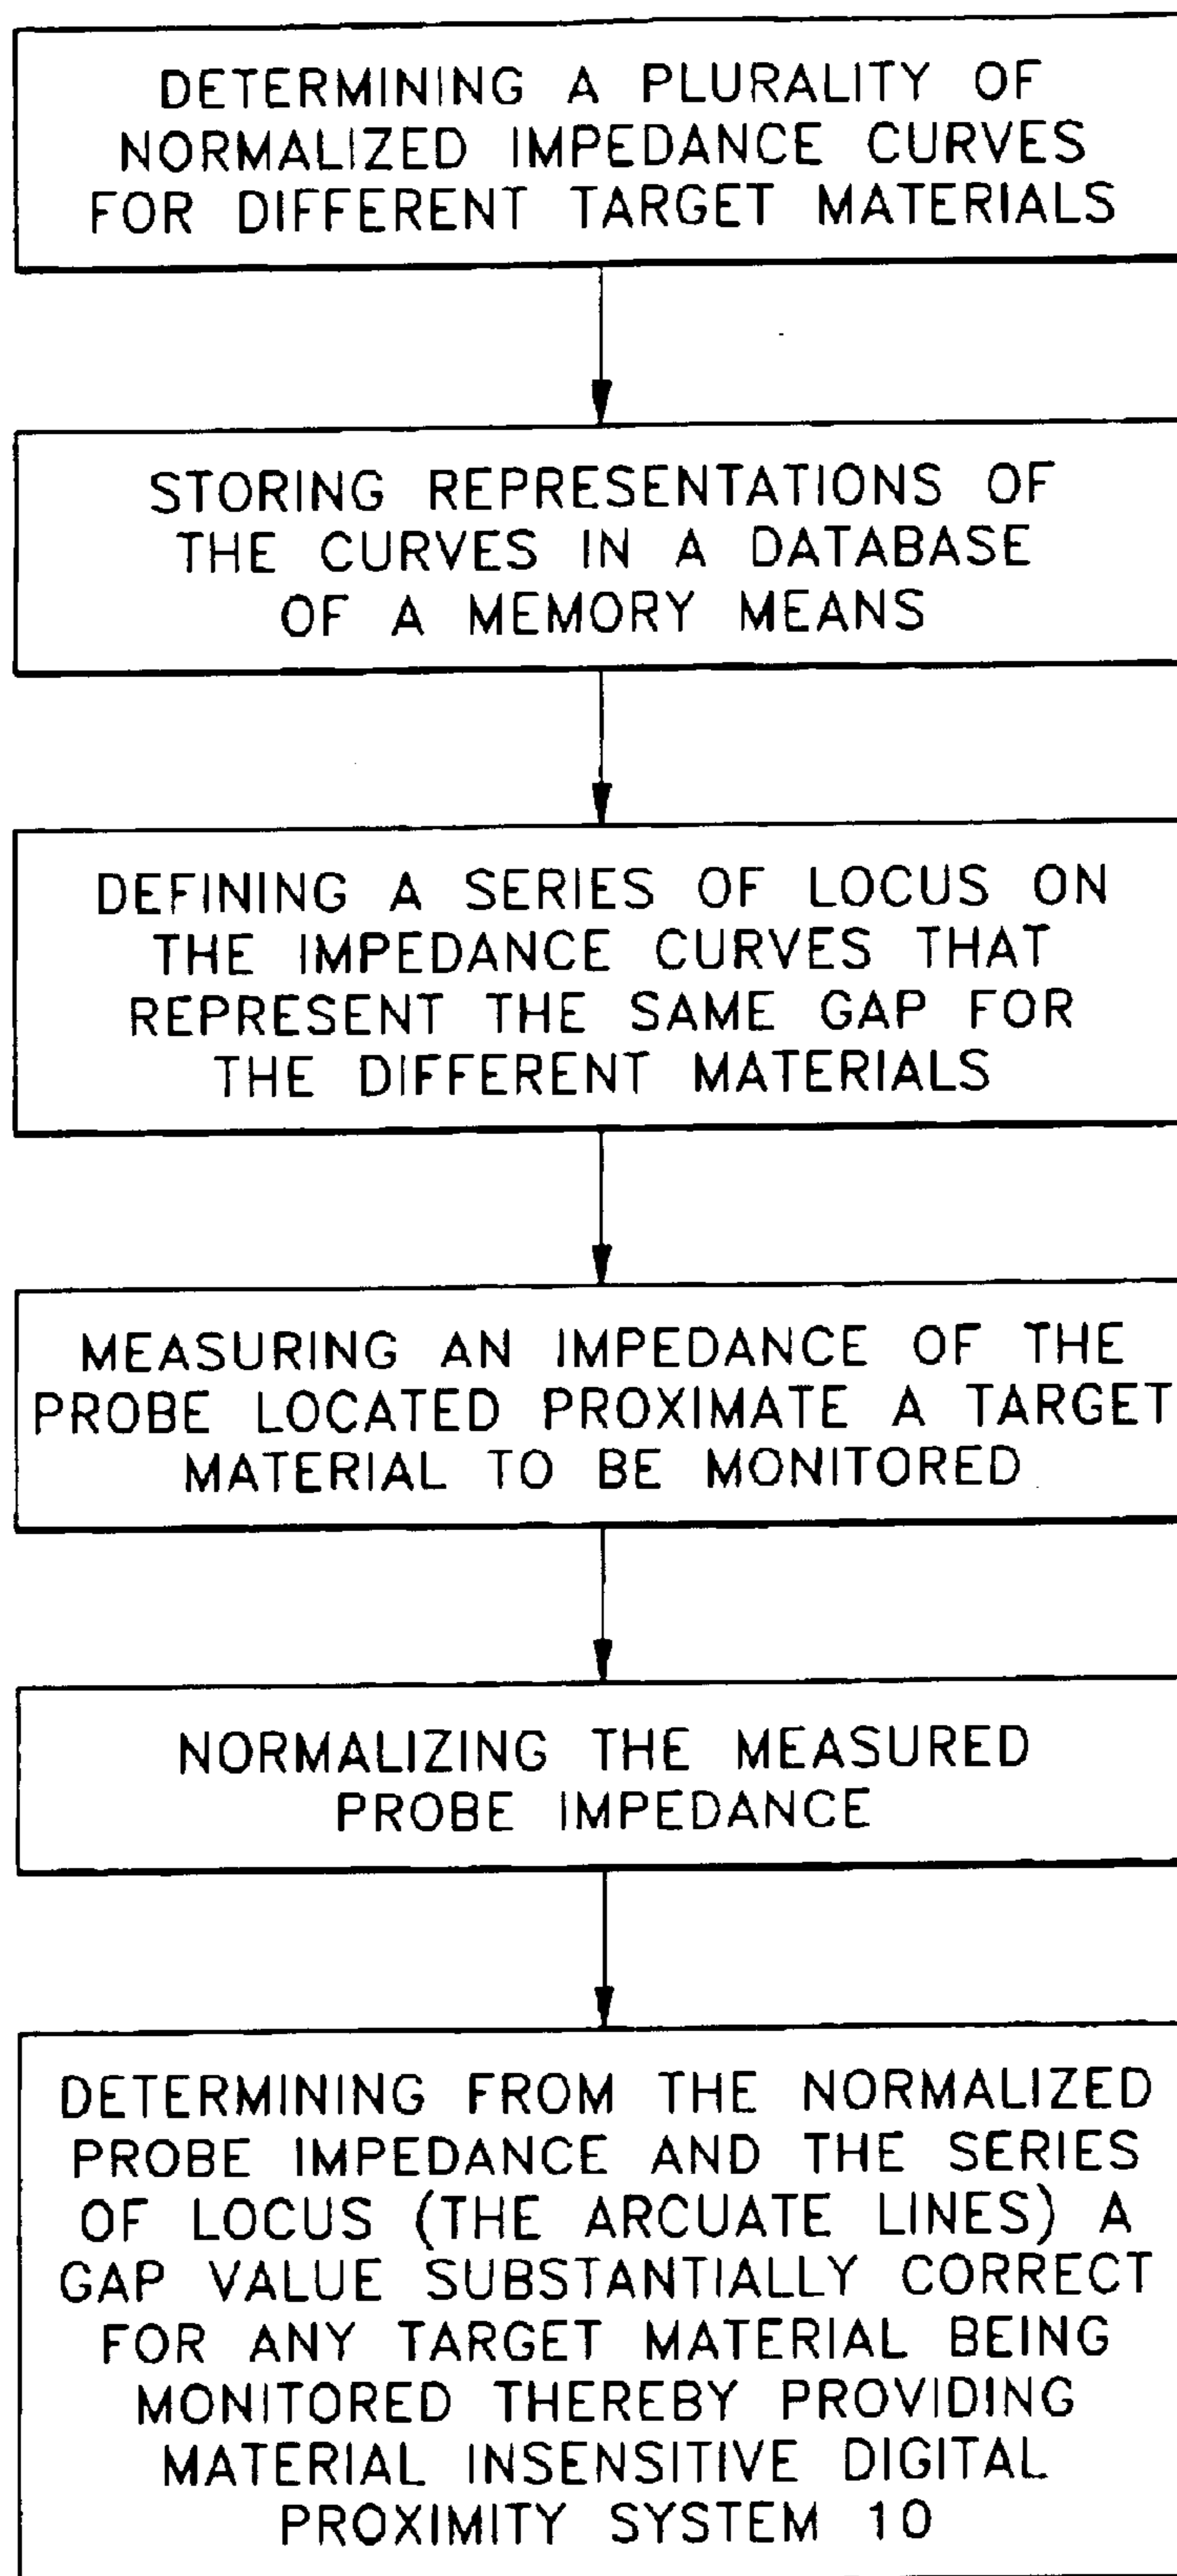 DETERMINING A PLURALITY OF
NORMALIZED IMPEDANCE CURVES
FOR DIFFERENT TARGET MATERIALS
STORING REPRESENTATIONS OF
THE CURVES IN A DATABASE
OF A MEMORY MEANS
DEFINING A SERIES OF LOCUS ON
THE IMPEDANCE CURVES THAT
REPRESENT THE SAME GAP FOR
THE DIFFERENT MATERIALS
MEASURING AN IMPEDANCE OF THE
PROBE LOCATED PROXIMATE A TARGET
MATERIAL TO BE MONITORED
NORMALIZING THE MEASURED
PROBE IMPEDANCE
DETERMINING FROM THE NORMALIZED
PROBE IMPEDANCE AND THE SERIES
OF LOCUS (THE ARCUATE LINES) A
GAP VALUE SUBSTANTIALLY CORRECT
FOR ANY TARGET MATERIAL BEING
MONITORED THEREBY PROVIDING
MATERIAL INSENSITIVE DIGITAL
PROXIMITY SYSTEM 10